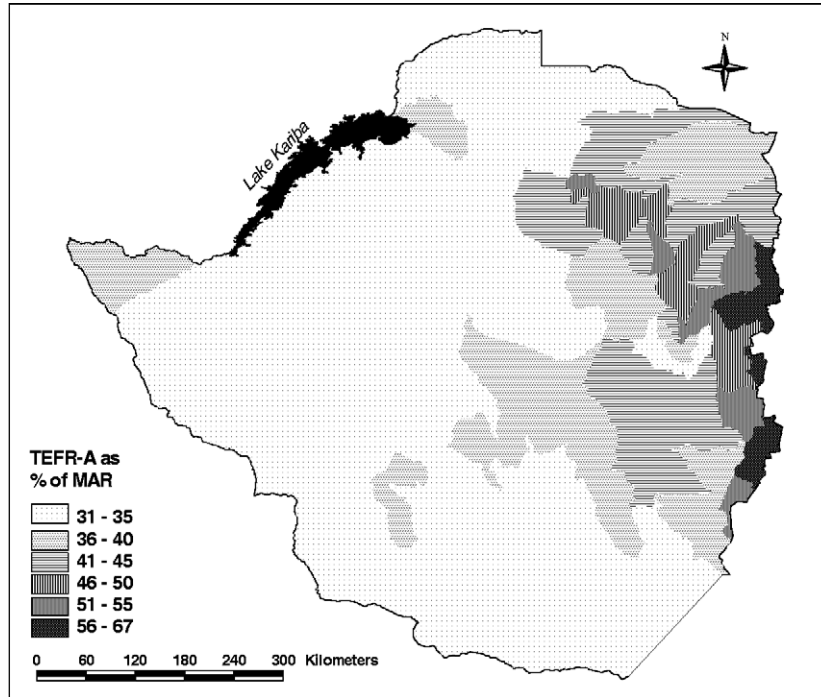 N
Lake Kariba
TEFR-A as
% of MAR
31 - 35
36 - 40
41 - 45
46 - 50
51 - 55
56 - 67
0 60 120 180 240 300 Kilometers